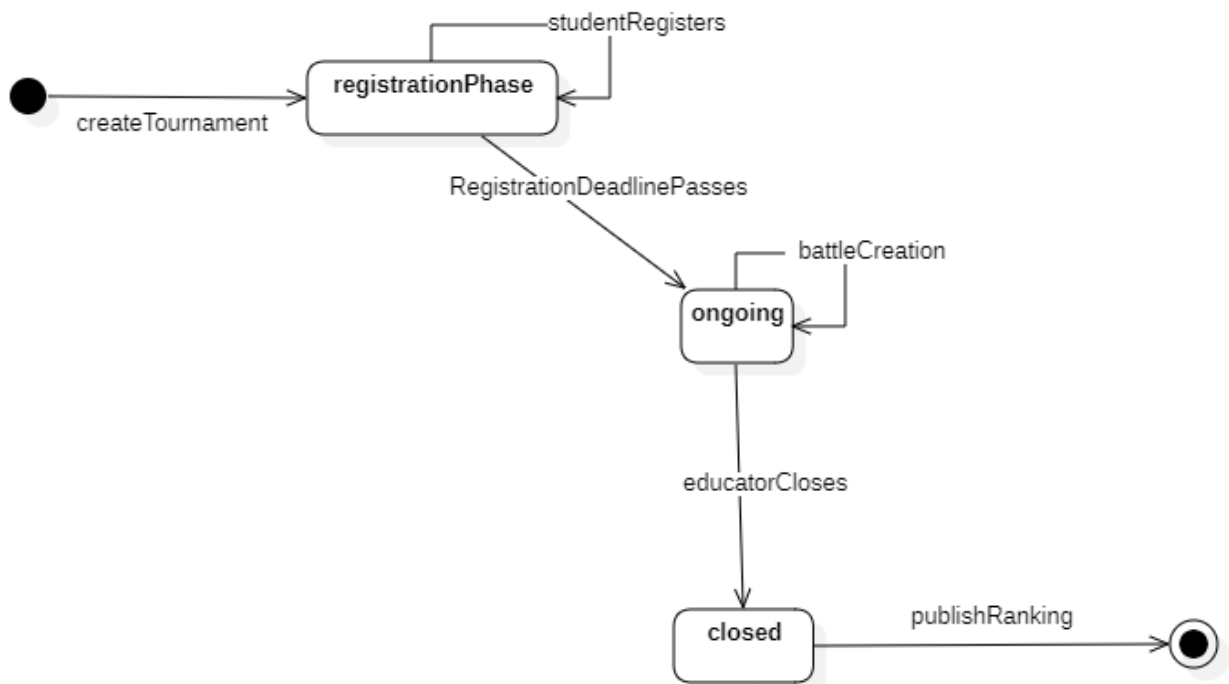 studentRegisters
registrationPhase
createTournament
RegistrationDeadlinePasses
battleCreation
ongoing
educatorCloses
publishRanking
closed